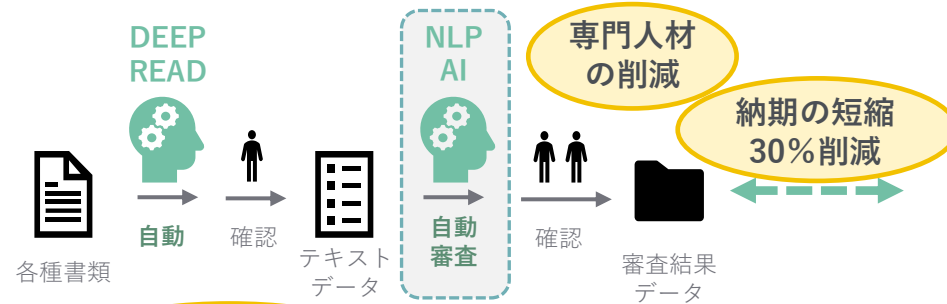 DEEP
READ
NLP
AI
専門人材
の削減
納期の短縮
30%削減
自動
確認
自動
審査
確認
各種書類
テキスト
データ
審査結果
データ